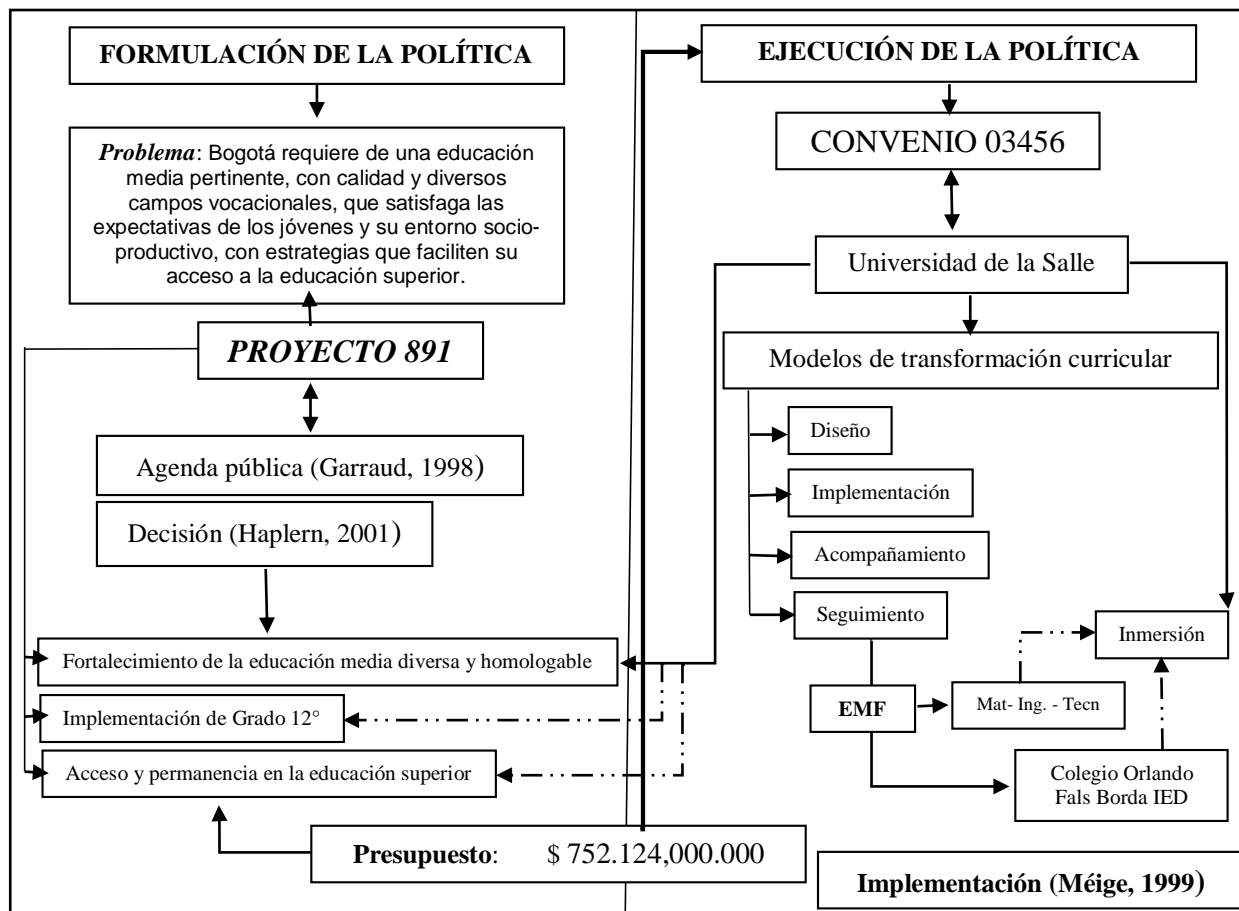 FORMULACIÓN DE LA POLÍTICA
Problema: Bogotá requiere de una educación
media pertinente, con calidad y diversos
campos vocacionales, que satisfaga las
expectativas de los jóvenes y su entorno socio-
productivo, con estrategias que faciliten su
acceso a la educación superior.
PROYECTO 891
Agenda pública (Garraud, 1998)
Decisión (Haplern, 2001)
Fortalecimiento de la educación media diversa y homologable
Implementación de Grado 12°
Acceso y permanencia en la educación superior
Presupuesto: $ 752.124,000.000
EJECUCIÓN DE LA POLÍTICA
CONVENIO 03456
Universidad de la Salle
Modelos de transformación curricular
Diseño
Implementación
Acompañamiento
Seguimiento
Inmersión
EMF
Mat- Ing. - Tecn
Colegio Orlando
Fals Borda IED
Implementación (Méige, 1999)